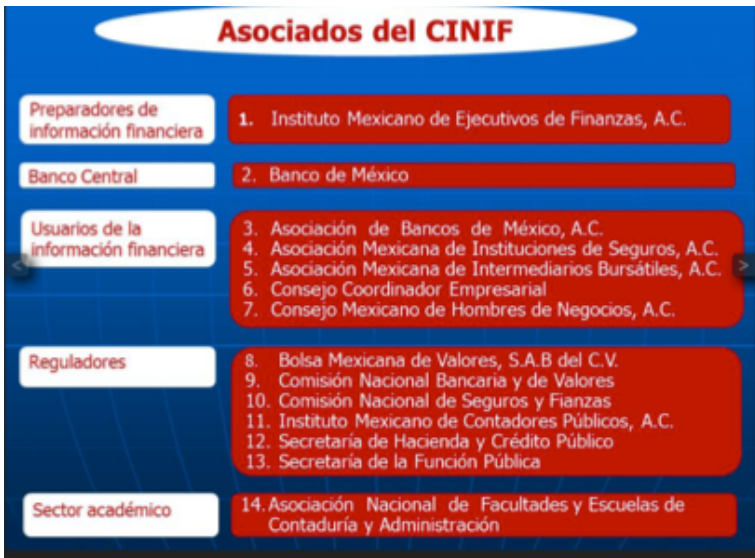 Asociados del CINIF
Preparadores de
información financiera
1. Instituto Mexicano de Ejecutivos de Finanzas, A.C.
Banco Central
2. Banco de México
Usuarios de la
información financiera
3. Asociación de Bancos de México, A.C.
4. Asociación Mexicana de Instituciones de Seguros, A.C.
5. Asociación Mexicana de Intermediarios Bursátiles, A.C.
6. Consejo Coordinador Empresarial
7. Consejo Mexicano de Hombres de Negocios, A.C.
Reguladores
8. Bolsa Mexicana de Valores, S.A.B del C.V.
9. Comisión Nacional Bancaria y de Valores
10. Comisión Nacional de Seguros y Fianzas
11. Instituto Mexicano de Contadores Públicos, A.C.
12. Secretaría de Hacienda y Crédito Público
13. Secretaría de la Función Pública
Sector académico
14. Asociación Nacional de Facultades y Escuelas de
Contaduría y Administración